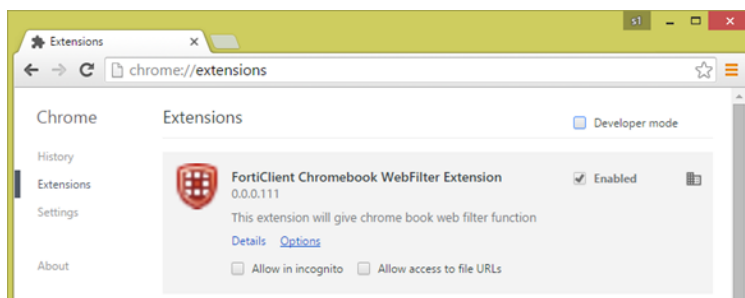 s1
Extensions
chrome://extensions
Chrome
Extensions
Developer mode
History
Extensions
Settings
About
FortiClient Chromebook WebFilter Extension
Enabled
0.0.0.111
This extension will give chrome book web filter function
Details Options
Allow in incognito Allow access to file URLs